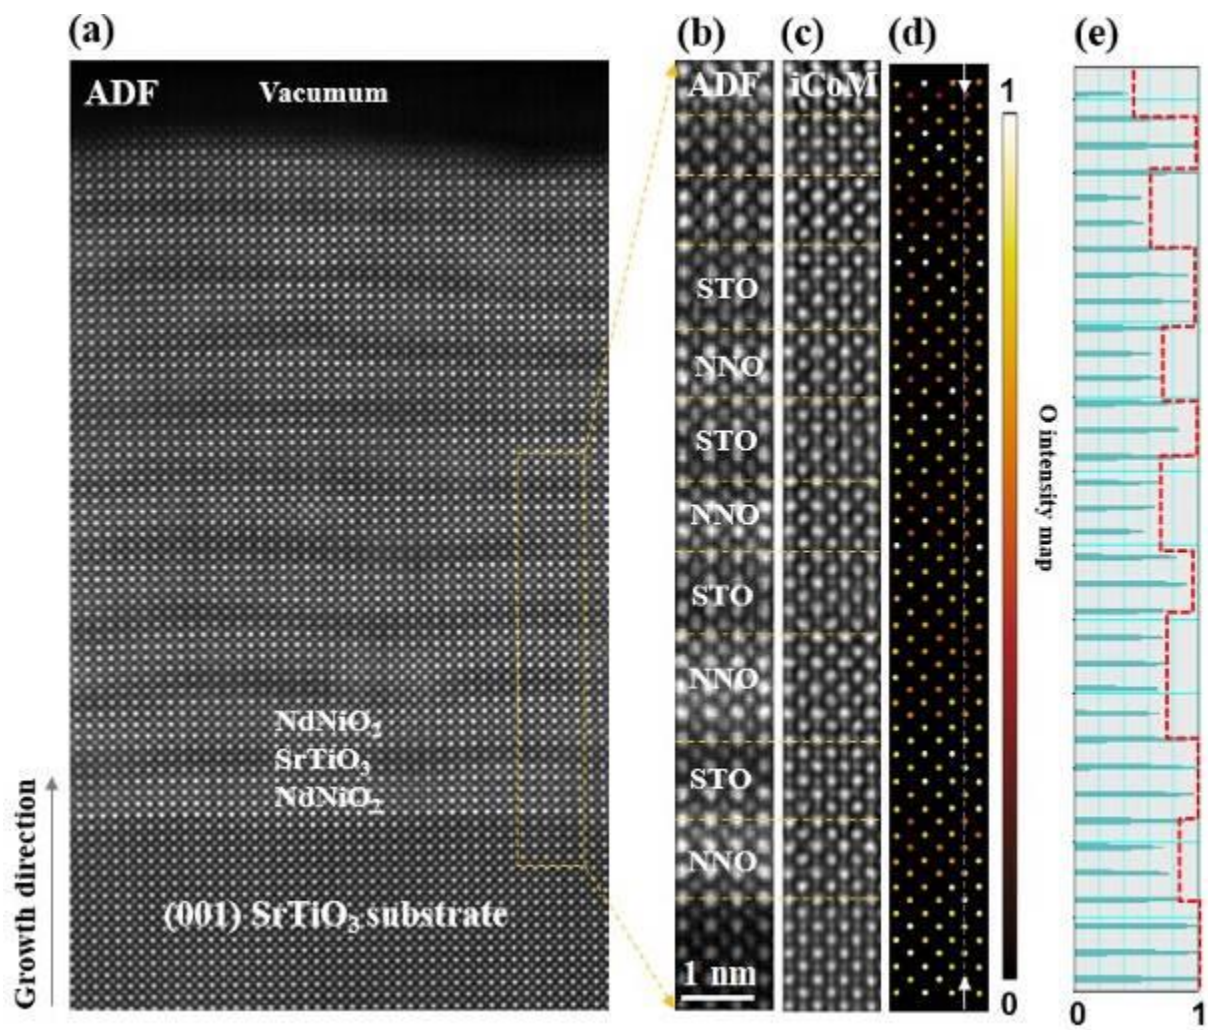 (a)
(b)
(c)
(d)
(e)
ADF
Vacumum
ADF
iCoM
1
STO
NNO
STO
NNO
STO
NNO
STO
NNO
O intensity map
NdNiO₂
SrTiO₃
NdNiO₂
Growth direction
(001) SrTiO₃ substrate
1 nm
0
0
1